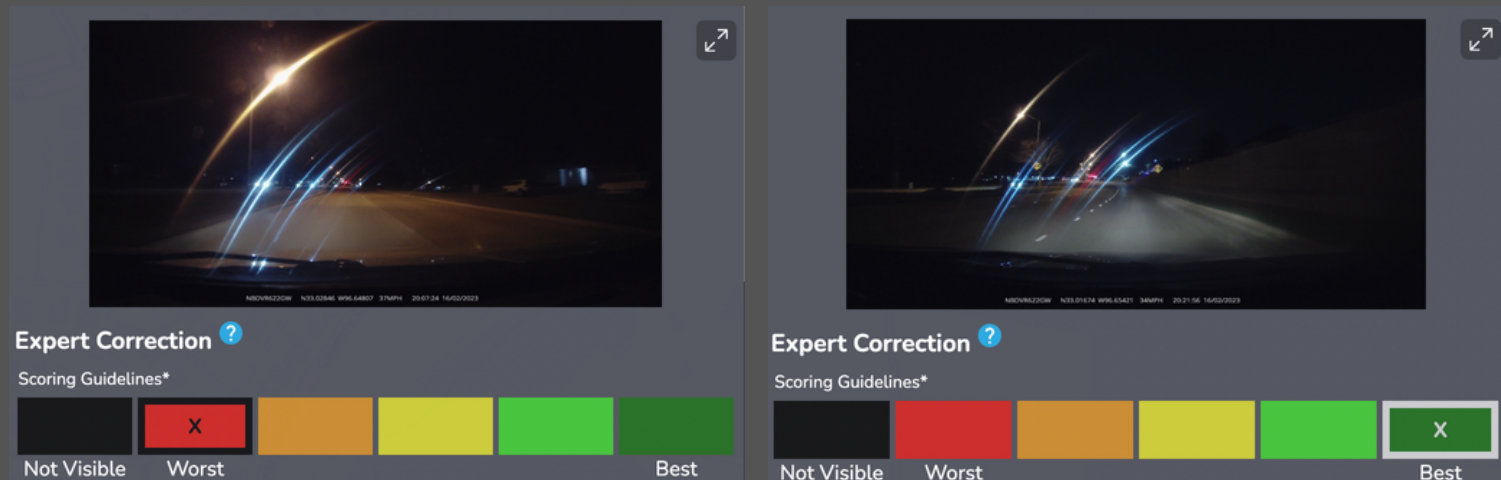 NBDVR622GW N33.02846 W96.64807 37MPH 20:07:24 16/02/2023
Expert Correction ?
Scoring Guidelines*
X
Not Visible Worst Best
NBDVR622GW N33.01674 W96.65421 34MPH 20:21:56 16/02/2023
Expert Correction ?
Scoring Guidelines*
X
Not Visible Worst Best